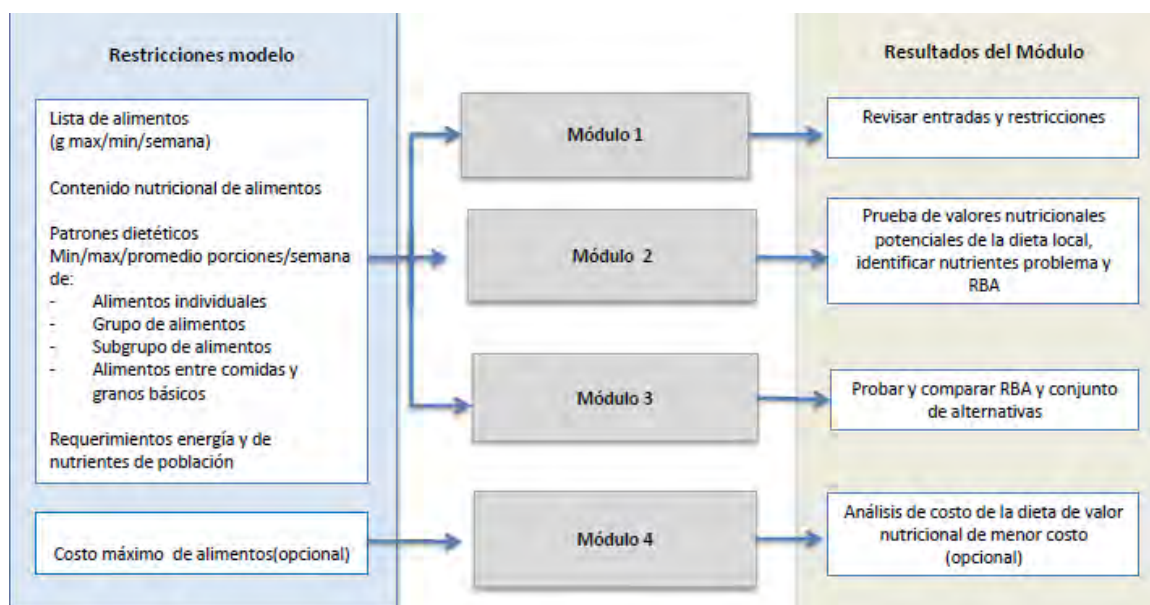 Restricciones modelo
Lista de alimentos
(g max/min/semana)
Contenido nutricional de alimentos
Patrones dietéticos
Min/max/promedio porciones/semana
de:
- Alimentos individuales
- Grupo de alimentos
- Subgrupo de alimentos
- Alimentos entre comidas y
granos básicos
Requerimientos energía y de
nutrientes de población
Costo máximo de alimentos(opcional)
Módulo 1
Módulo 2
Módulo 3
Módulo 4
Resultados del Módulo
Revisar entradas y restricciones
Prueba de valores nutricionales
potenciales de la dieta local,
identificar nutrientes problema y
RBA
Probar y comparar RBA y conjunto
de alternativas
Análisis de costo de la dieta de valor
nutricional de menor costo
(opcional)